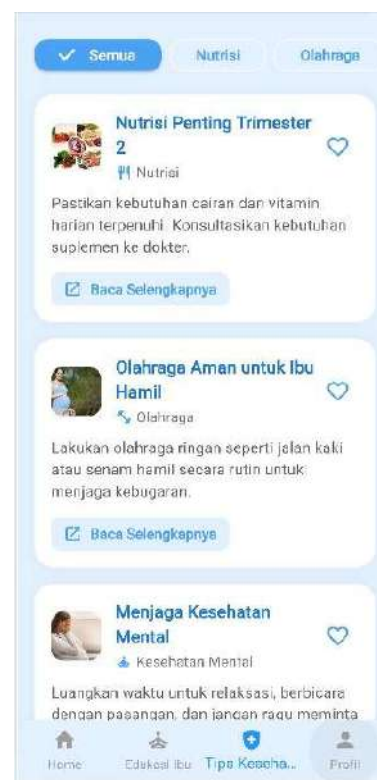 Semua
Nutrisi
Olahraga
Nutrisi Penting Trimester
2
Nutrisi
Pastikan kebutuhan cairan dan vitamin
harian terpenuhi. Konsultasikan kebutuhan
suplemen ke dokter.
Baca Selengkapnya
Olahraga Aman untuk Ibu
Hamil
Olahraga
Lakukan olahraga ringan seperti jalan kaki
atau senam hamil secara rutin untuk
menjaga kebugaran.
Baca Selengkapnya
Menjaga Kesehatan
Mental
Kesehatan Mental
Luangkan waktu untuk relaksasi, berbicara
dengan pasangan, dan jangan ragu meminta
Home
Edukasi Ibu
Tips Keseha...
Profil